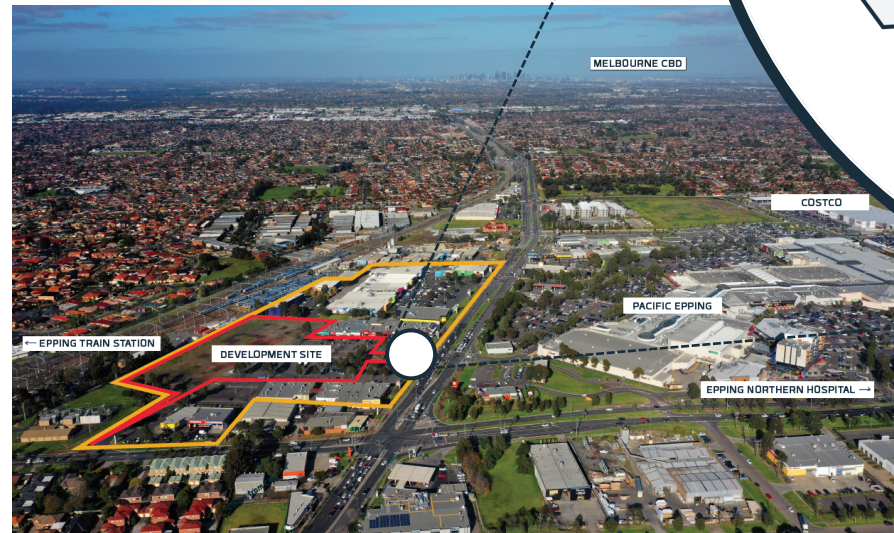 MELBOURNE CBD
COSTCO
PACIFIC EPPING
← EPPING TRAIN STATION
DEVELOPMENT SITE
EPPING NORTHERN HOSPITAL →